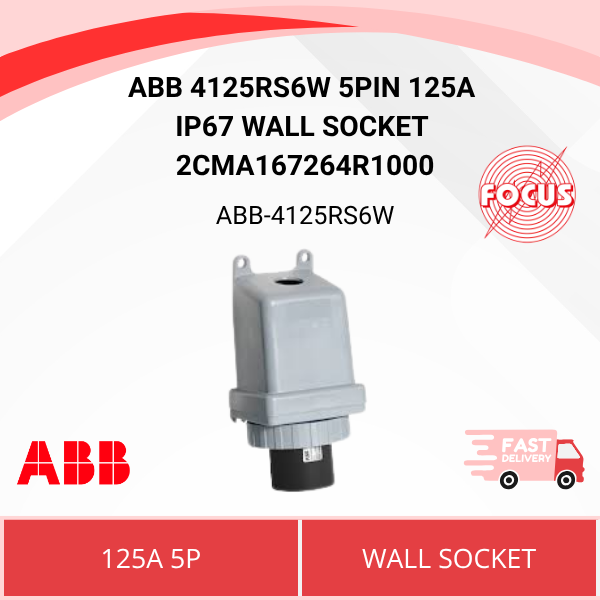 ABB 4125RS6W 5PIN 125A
IP67 WALL SOCKET
2CMA167264R1000
ABB-4125RS6W
FOCUS
ABB
FAST
DELIVERY
125A 5P
WALL SOCKET